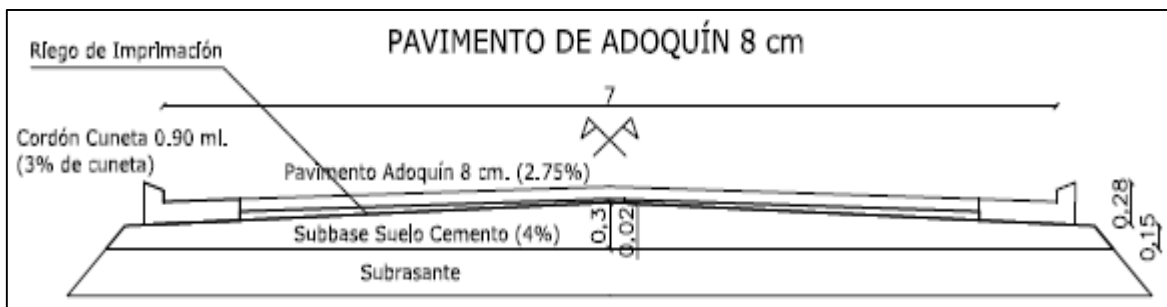 PAVIMENTO DE ADOQUÍN 8 cm
Riego de Imprimación
7
Cordón Cuneta 0.90 ml.
(3% de cuneta)
Pavimento Adoquín 8 cm. (2.75%)
0.28
0.15
0.3
0.02
Subbase Suelo Cemento (4%)
Subrasante